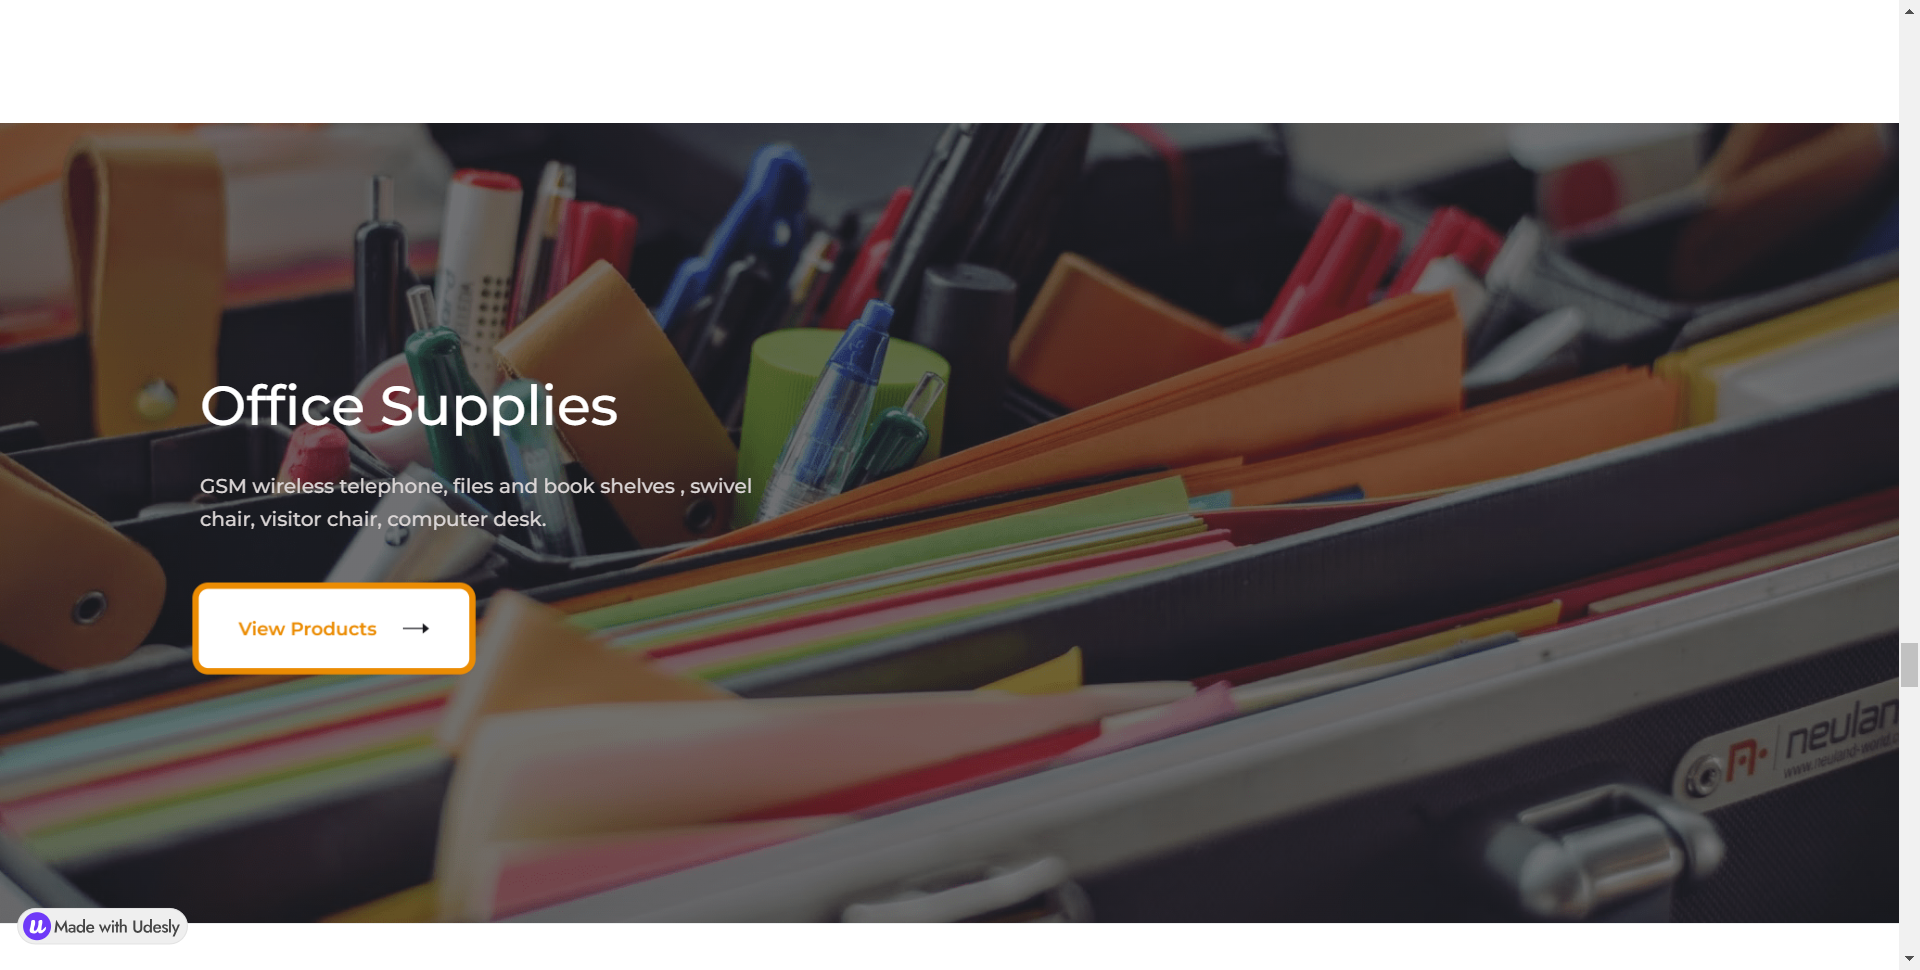 Office Supplies
GSM wireless telephone, files and book shelves , swivel
chair, visitor chair, computer desk.
View Products
neulan
www.neuland-world.c
Made with Udesly